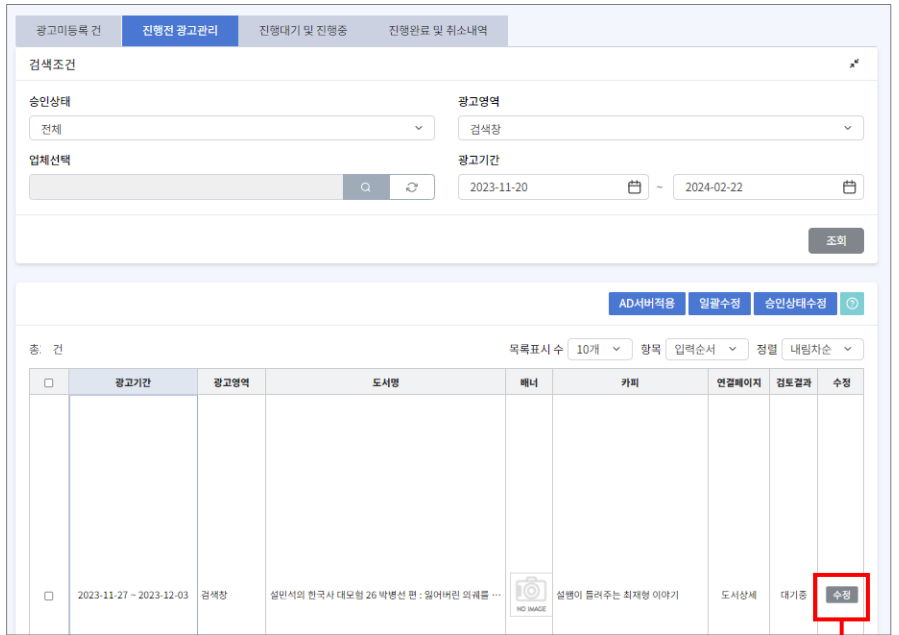 광고미등록 건 진행전 광고관리 진행대기 및 진행중 진행완료 및 취소내역
검색조건
승인상태 광고영역
전체 검색창
업체선택 광고기간
2023-11-20 ~ 2024-02-22
조회
AD서버적용 일괄수정 승인상태수정 ?
총: 건 목록표시 수 10개 항목 입력순서 정렬 내림차순
광고기간 광고영역 도서명 배너 카피 연결페이지 검토결과 수정
2023-11-27 ~ 2023-12-03 검색창 설민석의 한국사 대모험 26 박병선 편 : 잃어버린 의궤를 … NO IMAGE 설쌤이 들려주는 최재형 이야기 도서상세 대기중 수정